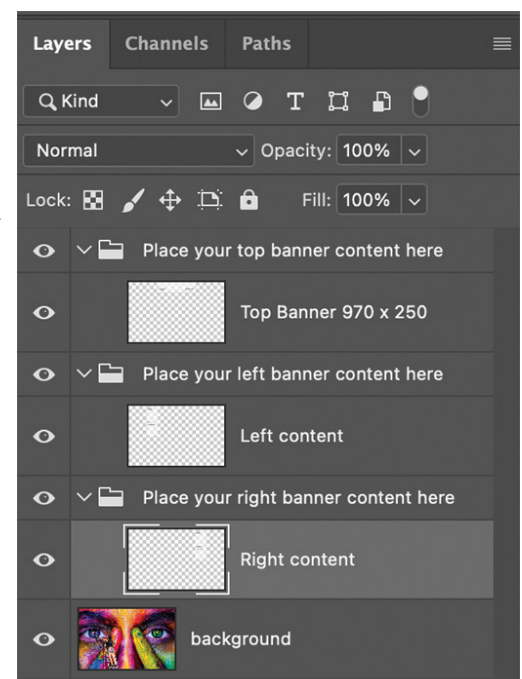 Layers Channels Paths
Kind
Normal Opacity: 100%
Lock: Fill: 100%
Place your top banner content here
Top Banner 970 x 250
Place your left banner content here
Left content
Place your right banner content here
Right content
background